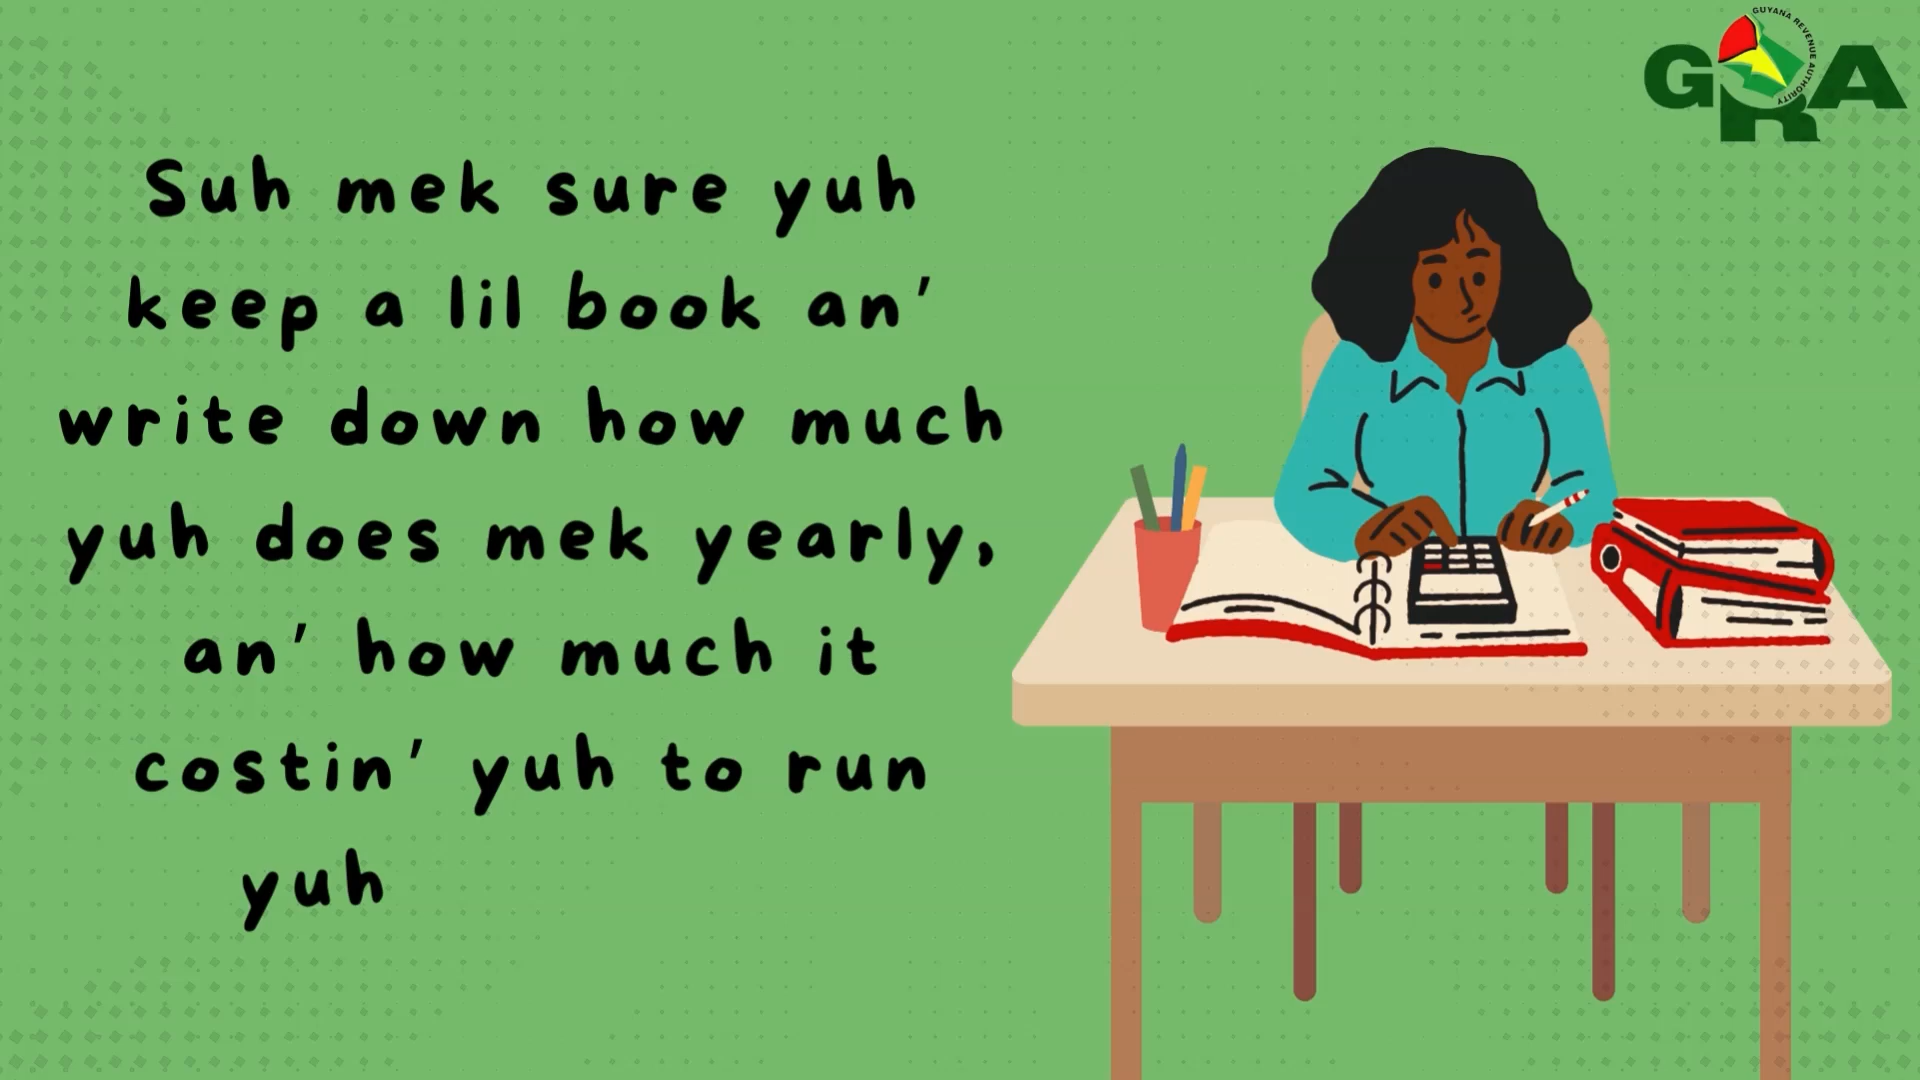 GUYANA REVENUE AUTHORITY
GRA
Suh mek sure yuh
keep a lil book an'
write down how much
yuh does mek yearly,
an' how much it
costin' yuh to run
yuh